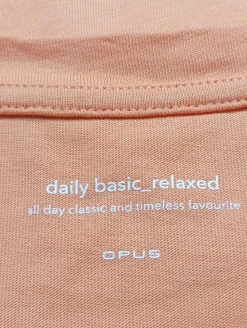 daily basic_relaxed
all day classic and timeless favourite
OPUS